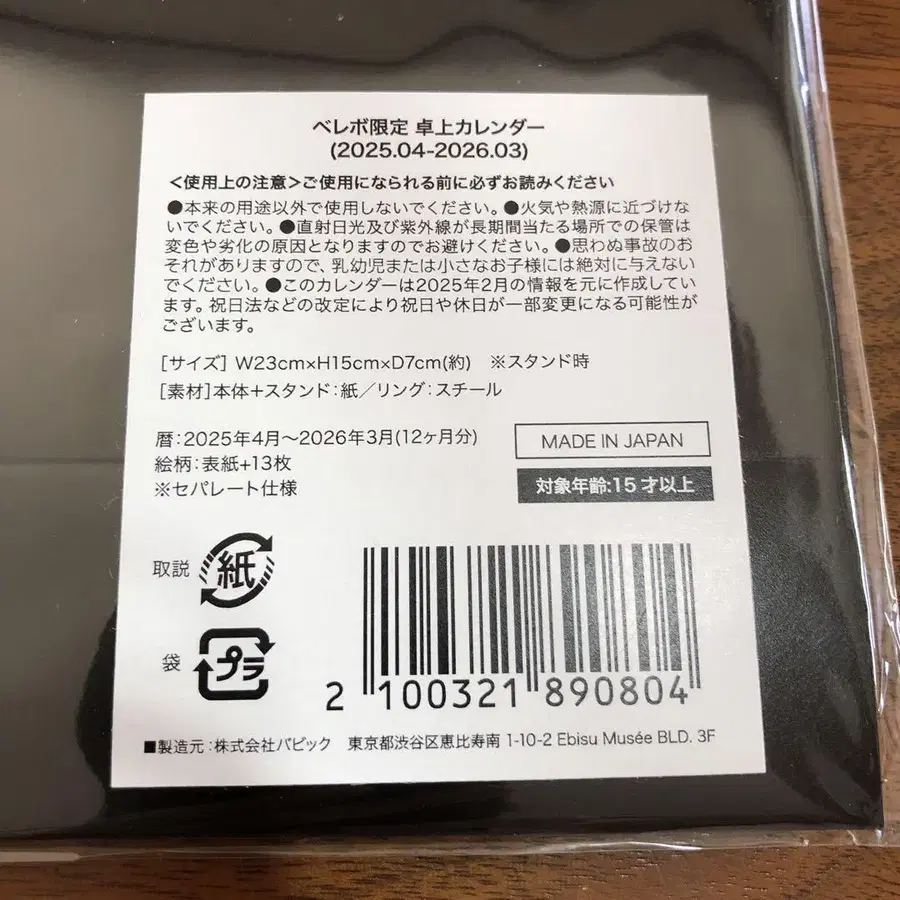 ベレボ限定 卓上カレンダー
(2025.04-2026.03)
<使用上の注意>ご使用になられる前に必ずお読みください
●本来の用途以外で使用しないでください。●火気や熱源に近づけな
いでください。●直射日光及び紫外線が長期間当たる場所での保管は
変色や劣化の原因となりますのでお避けください。●思わぬ事故のお
それがありますので、乳幼児または小さなお子様には絶対に与えない
でください。●このカレンダーは2025年2月の情報を元に作成してい
ます。祝日法などの改定により祝日や休日が一部変更になる可能性が
ございます。
[サイズ] W23cm×H15cm×D7cm(約) ※スタンド時
[素材]本体+スタンド:紙/リング:スチール
暦:2025年4月〜2026年3月(12ヶ月分)
絵柄:表紙+13枚
※セパレート仕様
MADE IN JAPAN
対象年齢:15才以上
取説 紙
袋 プラ
2 100321 890804
■製造元:株式会社バビック 東京都渋谷区恵比寿南 1-10-2 Ebisu Musée BLD. 3F